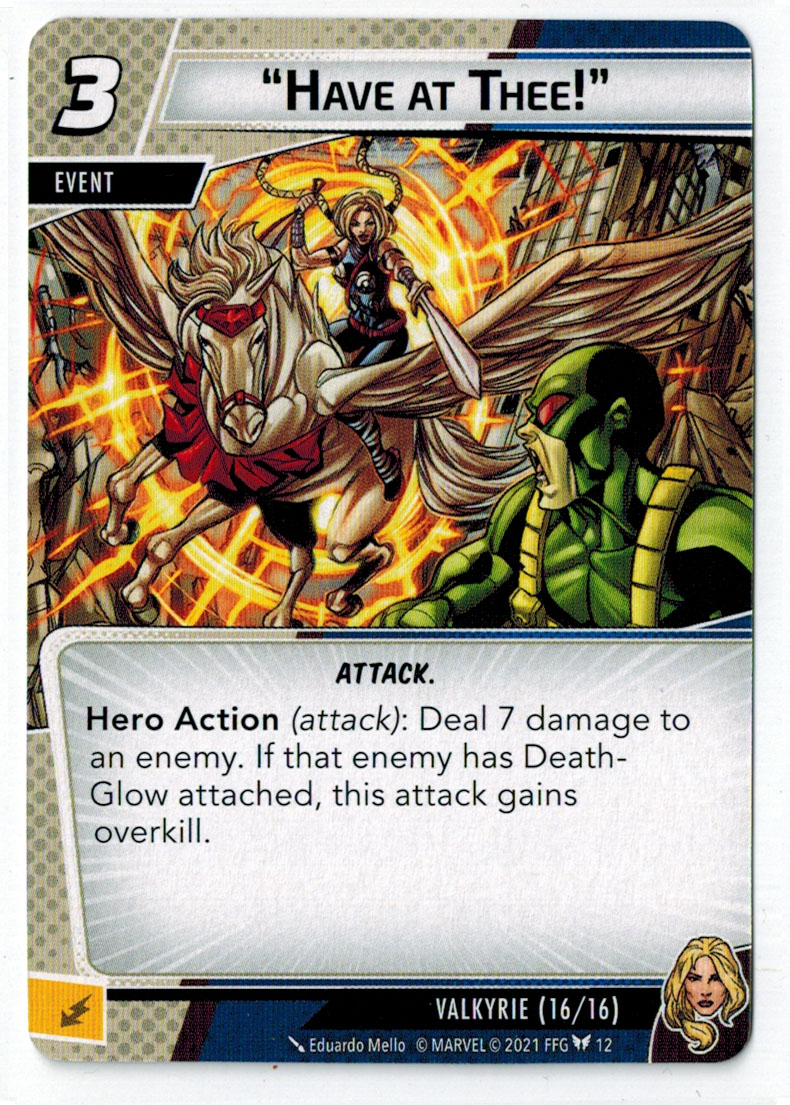 3
“HAVE AT THEE!”
EVENT
ATTACK.
Hero Action (attack): Deal 7 damage to
an enemy. If that enemy has Death-
Glow attached, this attack gains
overkill.
VALKYRIE (16/16)
Eduardo Mello © MARVEL © 2021 FFG 12